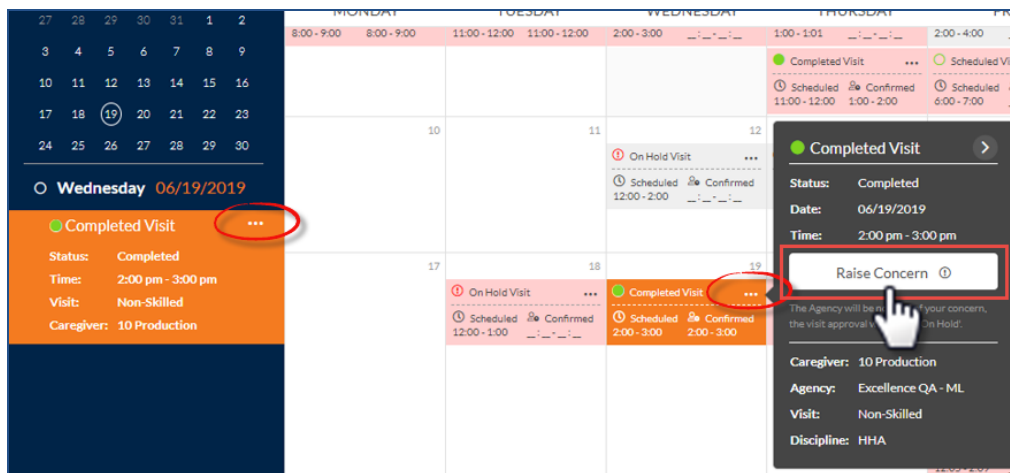 27 28 29 30 31 1 2
3 4 5 6 7 8 9
10 11 12 13 14 15 16
17 18 19 20 21 22 23
24 25 26 27 28 29 30
Wednesday 06/19/2019
Completed Visit ...
Status: Completed
Time: 2:00 pm - 3:00 pm
Visit: Non-Skilled
Caregiver: 10 Production
MONDAY TUESDAY WEDNESDAY THURSDAY
8:00 - 9:00 8:00 - 9:00 11:00 - 12:00 11:00 - 12:00 2:00 - 3:00 _:_-_:_ 1:00 - 1:01 _:_-_:_ 2:00 - 4:00
Completed Visit ... Scheduled
Scheduled Confirmed Scheduled
11:00 - 12:00 1:00 - 2:00 6:00 - 7:00
10 11 12
On Hold Visit ...
Scheduled Confirmed
12:00 - 2:00 _:_-_:_
17 18 19
On Hold Visit ... Completed Visit ...
Scheduled Confirmed Scheduled Confirmed
12:00 - 1:00 _:_-_:_ 2:00 - 3:00 2:00 - 3:00
Completed Visit
Status: Completed
Date: 06/19/2019
Time: 2:00 pm - 3:00 pm
Raise Concern
The Agency will be of your concern,
the visit approval On Hold'.
Caregiver: 10 Production
Agency: Excellence QA - ML
Visit: Non-Skilled
Discipline: HHA